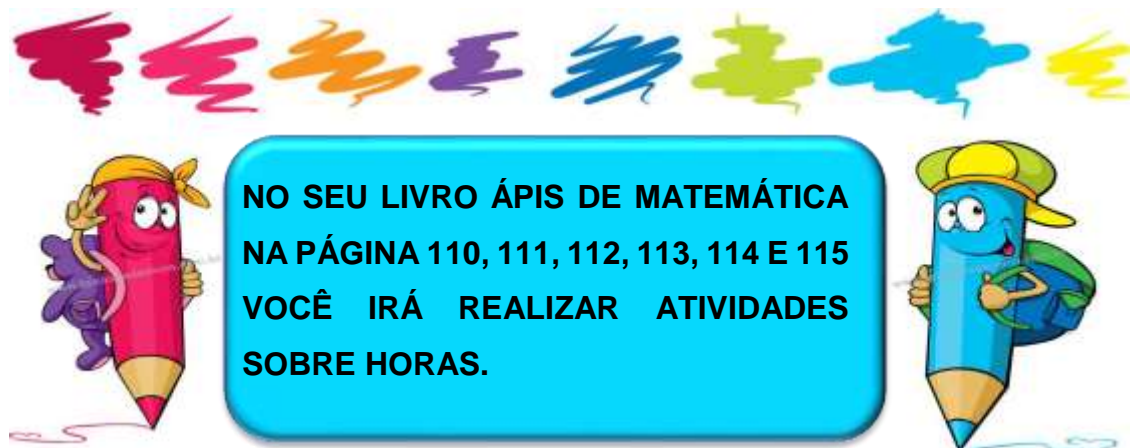 NO SEU LIVRO ÁPIS DE MATEMÁTICA
NA PÁGINA 110, 111, 112, 113, 114 E 115
VOCÊ IRÁ REALIZAR ATIVIDADES
SOBRE HORAS.